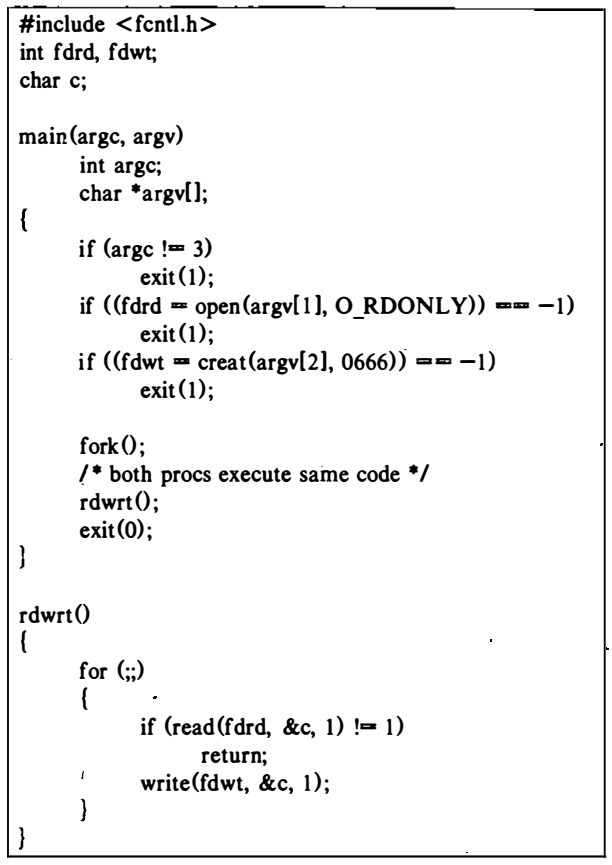 #include <fcntl.h>
int fdrd, fdwt;
char c;
main(argc, argv)
int argc;
char *argv[];
{
if (argc != 3)
exit(1);
if ((fdrd = open(argv[1], O_RDONLY)) == -1)
exit(1);
if ((fdwt = creat(argv[2], 0666)) == -1)
exit(1);
fork();
/* both procs execute same code */
rdwrt();
exit(0);
}
rdwrt()
{
for (;;)
{
if (read(fdrd, &c, 1) != 1)
return;
write(fdwt, &c, 1);
}
}